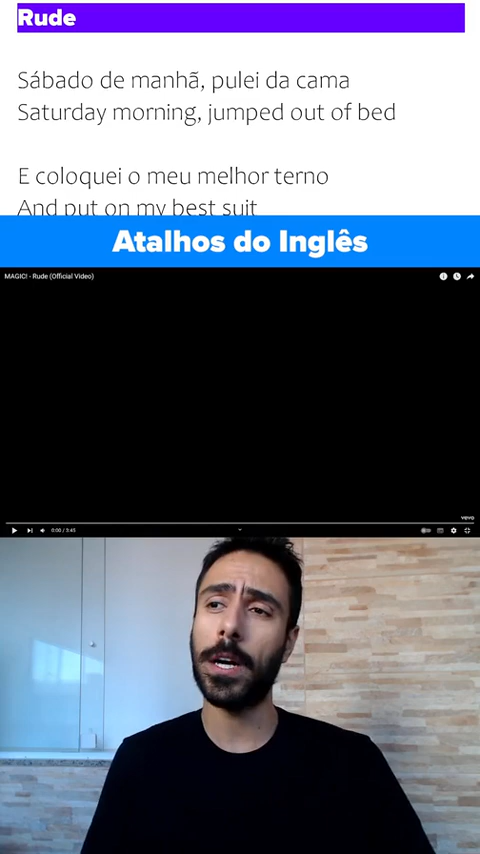 Rude
Sábado de manhã, pulei da cama
Saturday morning, jumped out of bed
E coloquei o meu melhor terno
And put on my best suit
Atalhos do Inglês
MAGIC! - Rude (Official Video)
vevo
0:00 / 3:45